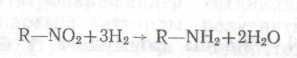 R—NO₂+3H₂ → R—NH₂+2H₂O